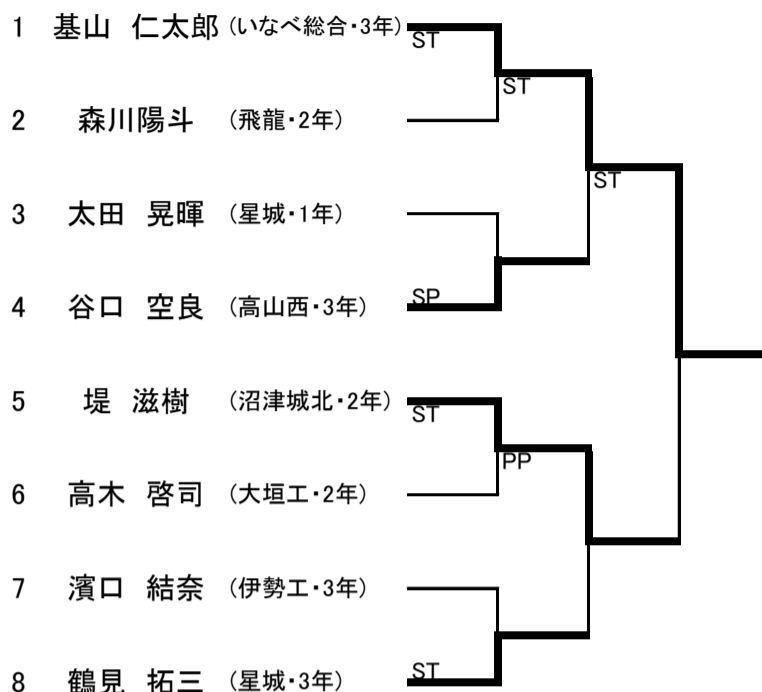 1 基山 仁太郎 (いなべ総合・3年)
ST
ST
2 森川陽斗 (飛龍・2年)
ST
3 太田 晃暉 (星城・1年)
4 谷口 空良 (高山西・3年)
SP
5 堤 滋樹 (沼津城北・2年)
ST
PP
6 高木 啓司 (大垣工・2年)
7 濱口 結奈 (伊勢工・3年)
8 鶴見 拓三 (星城・3年)
ST